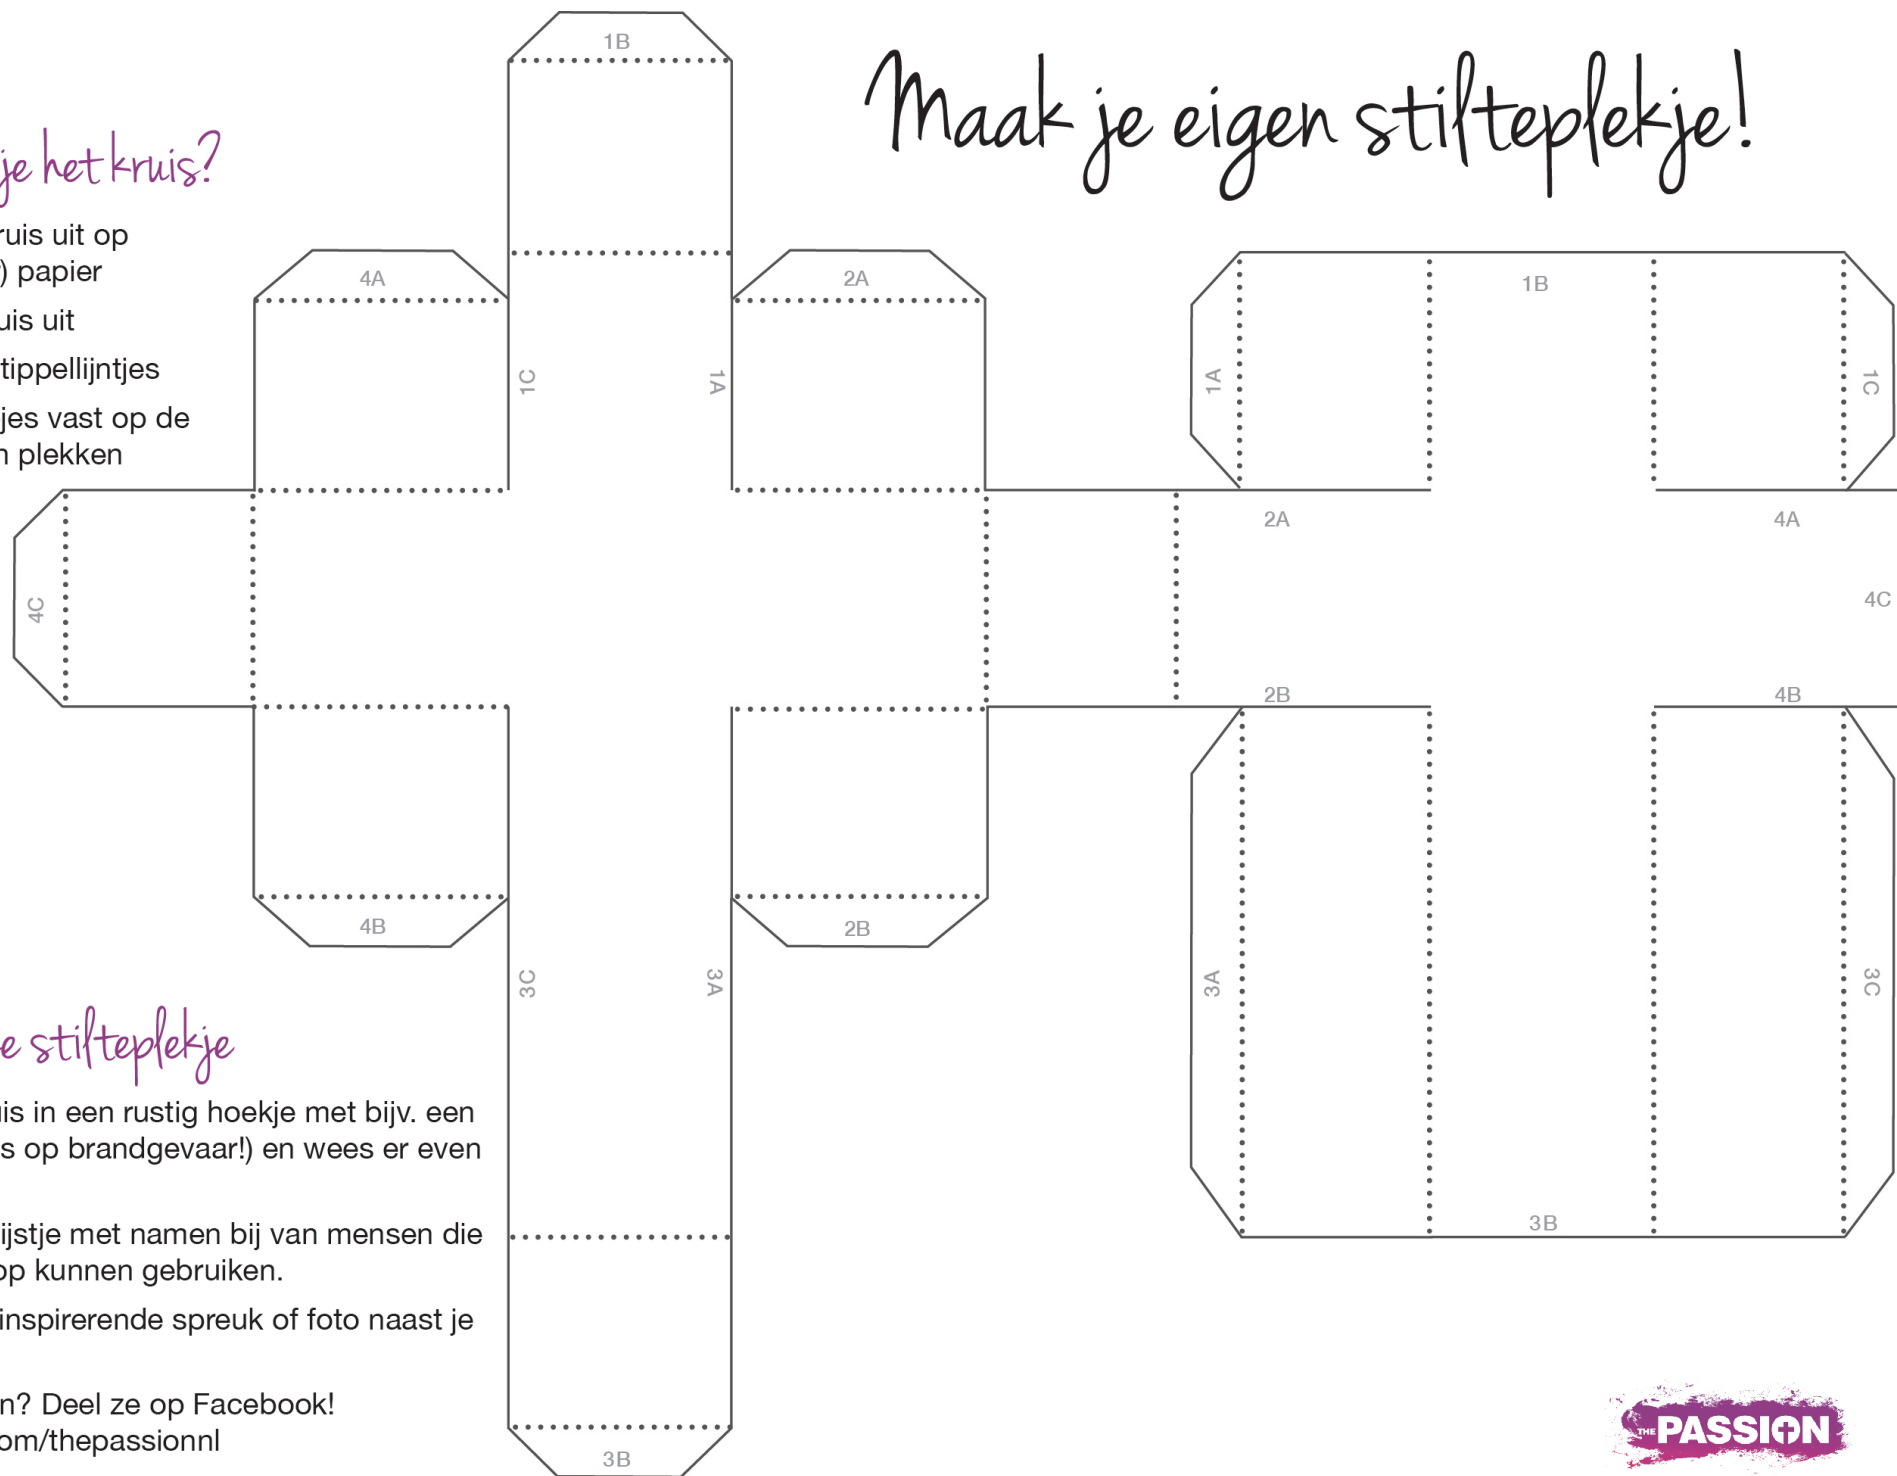 Maak je eigen stilteplekje!
je het kruis?
ruis uit op
) papier
uis uit
tippellijntjes
jes vast op de
n plekken
1B
4A
2A
1C
1A
4C
4B
2B
3C
3A
3B
1B
1A
1C
2A
4A
4C
2B
4B
3A
3C
3B
e stilteplekje
is in een rustig hoekje met bijv. een
s op brandgevaar!) en wees er even
ijstje met namen bij van mensen die
op kunnen gebruiken.
inspirerende spreuk of foto naast je
n? Deel ze op Facebook!
om/thepassionnl
THE PASSION